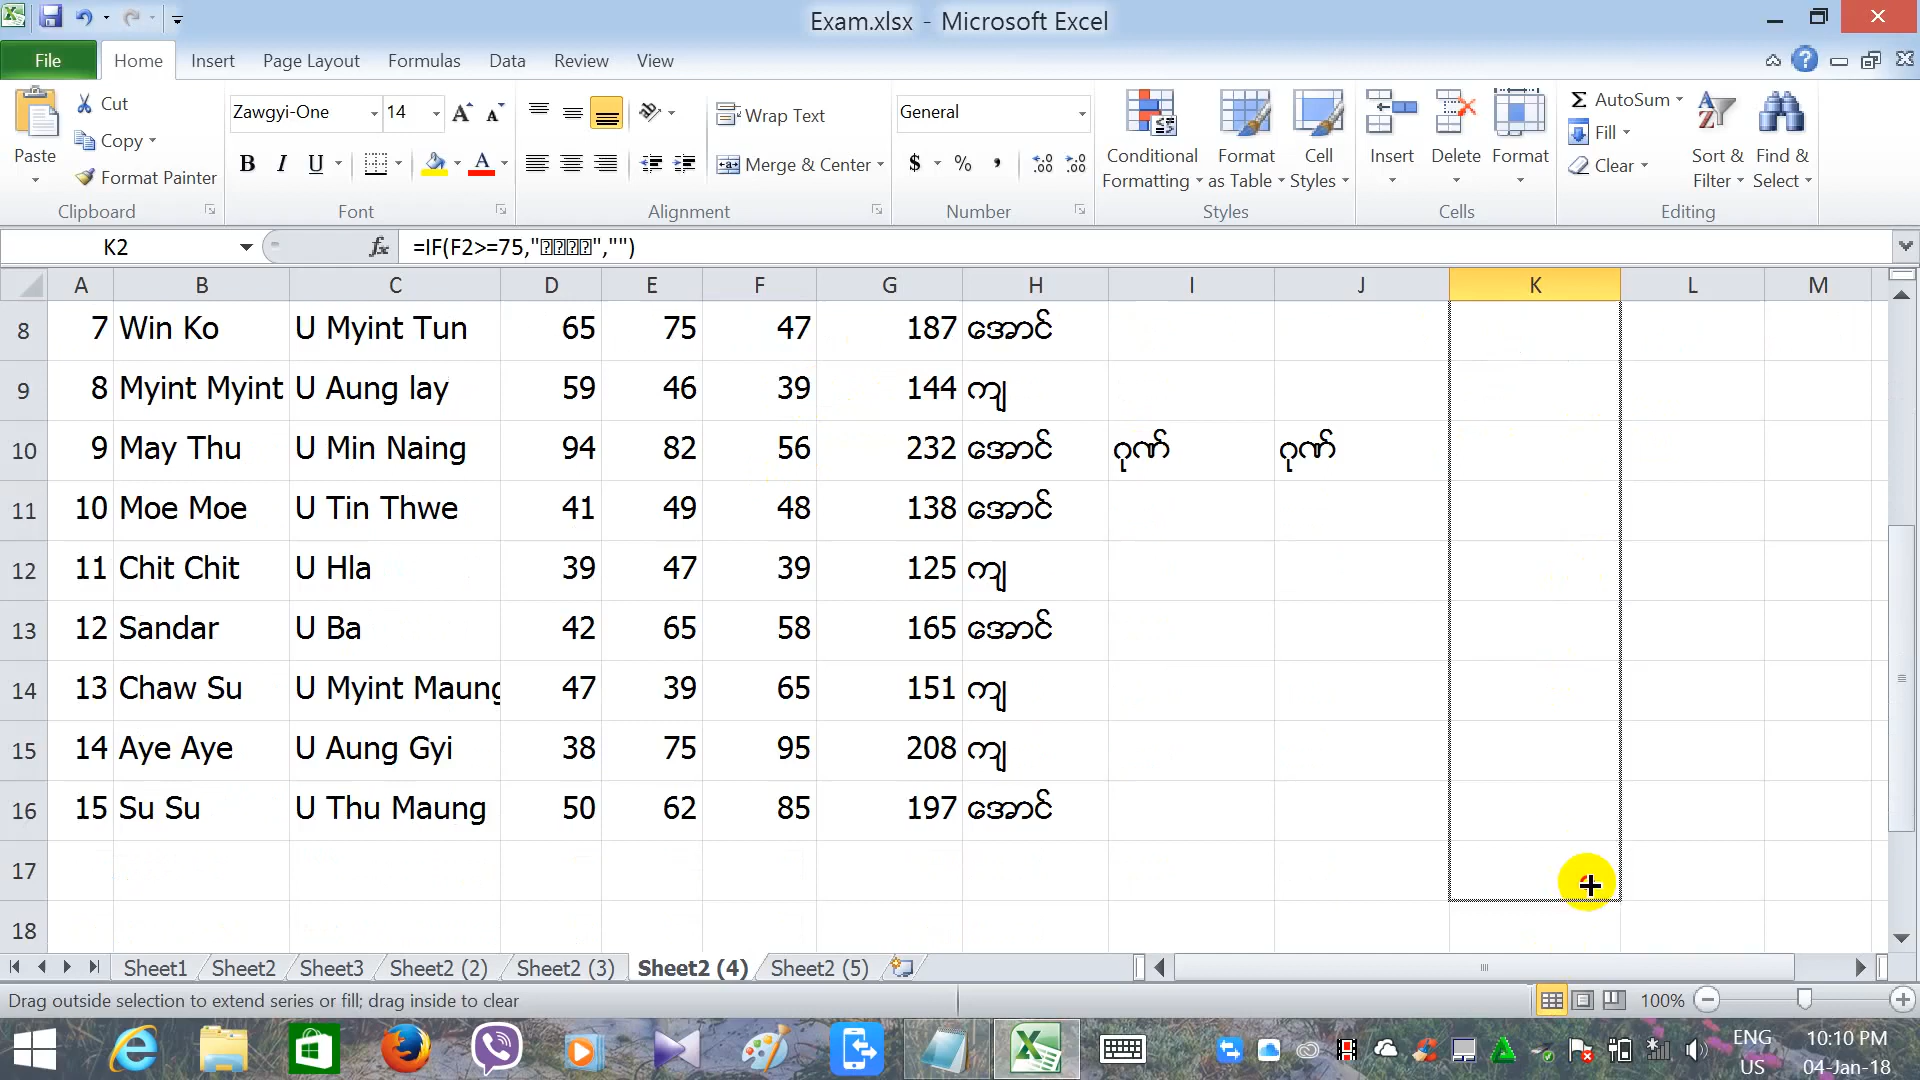 Exam.xlsx - Microsoft Excel
File Home Insert Page Layout Formulas Data Review View
Paste Cut Copy Format Painter Clipboard
Zawgyi-One 14 B I U A Font
Wrap Text Merge & Center Alignment
General $ % , Number
Conditional Formatting Format as Table Cell Styles Styles
Insert Delete Format Cells
Σ AutoSum Fill Clear Sort & Filter Find & Select Editing
K2 fx =IF(F2>=75,"","")
A B C D E F G H I J K L M
8 7 Win Ko U Myint Tun 65 75 47 187 အောင်
9 8 Myint Myint U Aung lay 59 46 39 144 ကျ
10 9 May Thu U Min Naing 94 82 56 232 အောင် ဂုဏ် ဂုဏ်
11 10 Moe Moe U Tin Thwe 41 49 48 138 အောင်
12 11 Chit Chit U Hla 39 47 39 125 ကျ
13 12 Sandar U Ba 42 65 58 165 အောင်
14 13 Chaw Su U Myint Maung 47 39 65 151 ကျ
15 14 Aye Aye U Aung Gyi 38 75 95 208 ကျ
16 15 Su Su U Thu Maung 50 62 85 197 အောင်
17
18
Sheet1 Sheet2 Sheet3 Sheet2 (2) Sheet2 (3) Sheet2 (4) Sheet2 (5)
Drag outside selection to extend series or fill; drag inside to clear 100%
ENG 10:10 PM
US 04-Jan-18